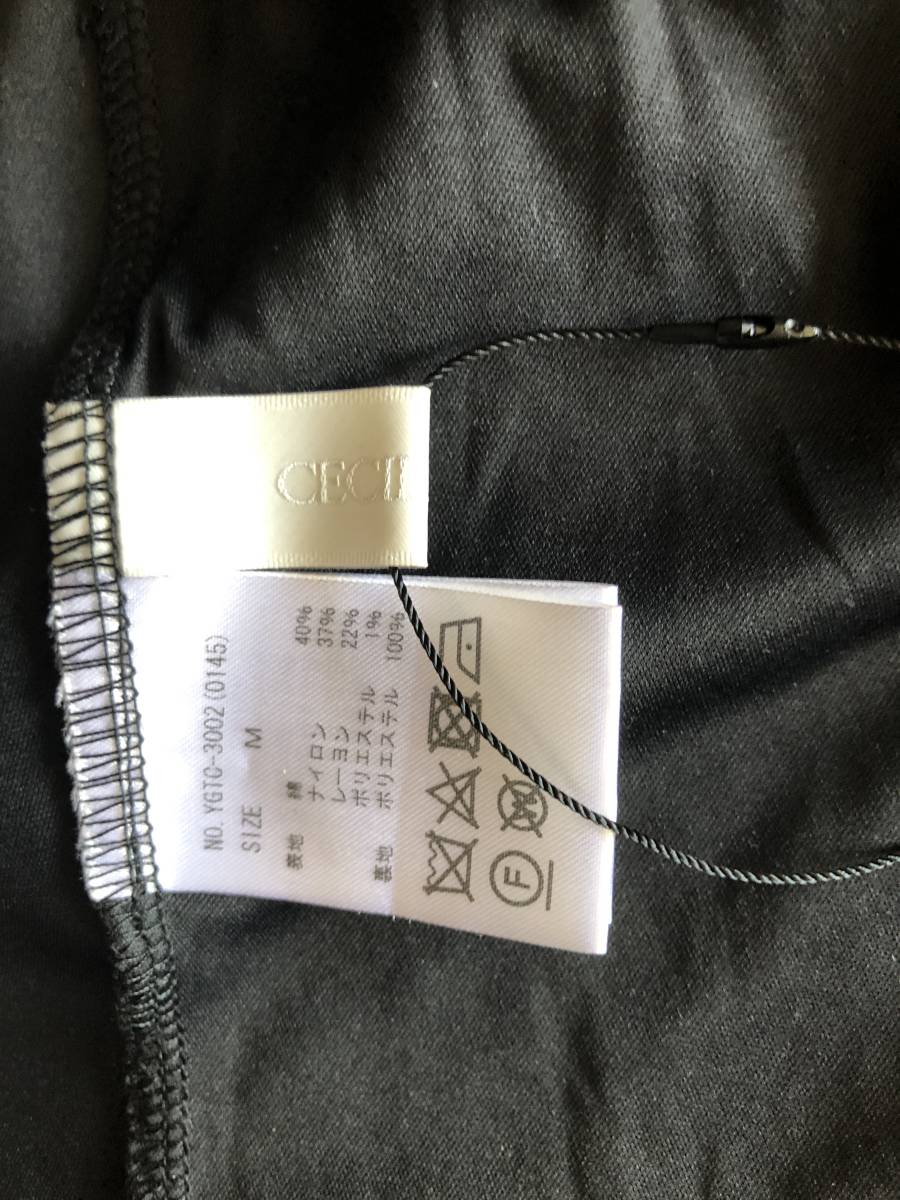 CECI
NO. YGTC-3002(0145)
SIZE M
表地 綿 40%
ナイロン 37%
レーヨン 22%
ポリエステル 1%
裏地 ポリエステル 100%
W
F